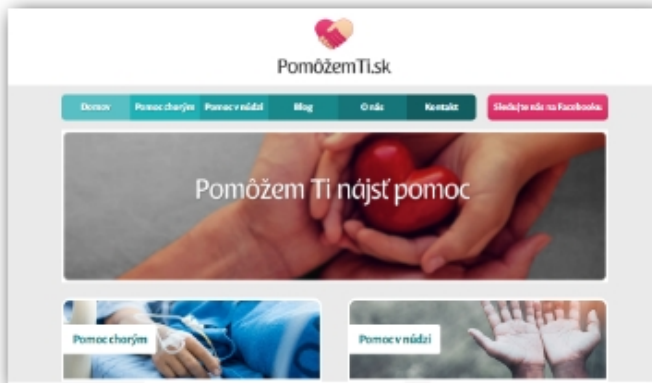 PomôžemTi.sk
Domov Pomoc chorým Pomoc v núdzi Blog O nás Kontakt Sledujte nás na Facebooku
Pomôžem Ti nájsť pomoc
Pomoc chorým Pomoc v núdzi